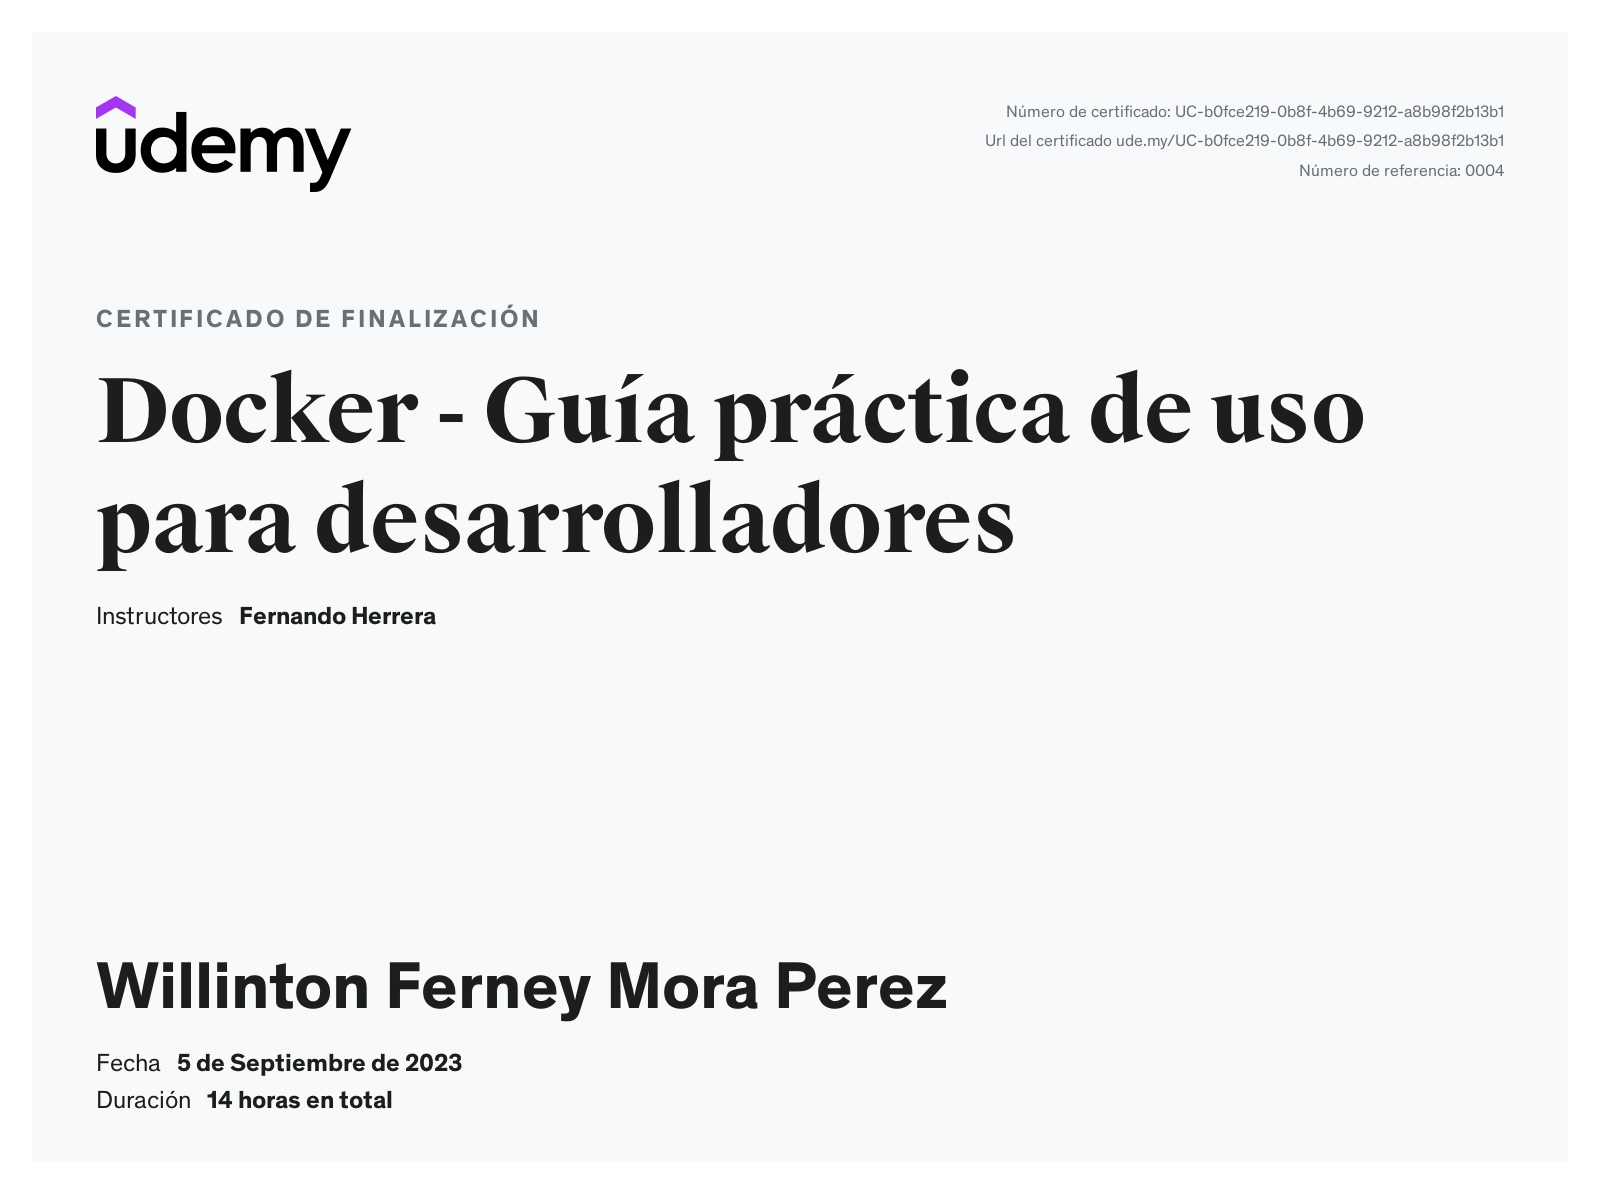 udemy
Número de certificado: UC-b0fce219-0b8f-4b69-9212-a8b98f2b13b1
Url del certificado ude.my/UC-b0fce219-0b8f-4b69-9212-a8b98f2b13b1
Número de referencia: 0004
CERTIFICADO DE FINALIZACIÓN
Docker - Guía práctica de uso
para desarrolladores
Instructores Fernando Herrera
Willinton Ferney Mora Perez
Fecha 5 de Septiembre de 2023
Duración 14 horas en total